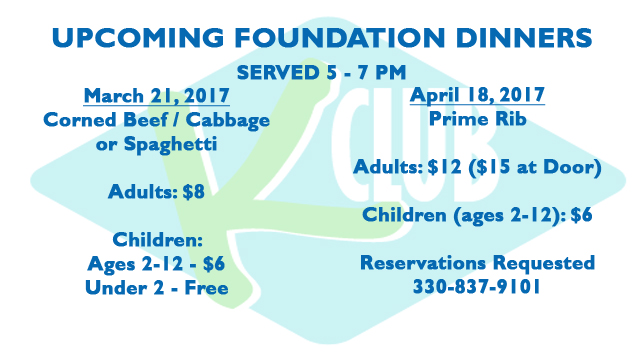 UPCOMING FOUNDATION DINNERS
SERVED 5 - 7 PM
March 21, 2017
Corned Beef / Cabbage
or Spaghetti
Adults: $8
Children:
Ages 2-12 - $6
Under 2 - Free
April 18, 2017
Prime Rib
Adults: $12 ($15 at Door)
Children (ages 2-12): $6
Reservations Requested
330-837-9101
K CLUB